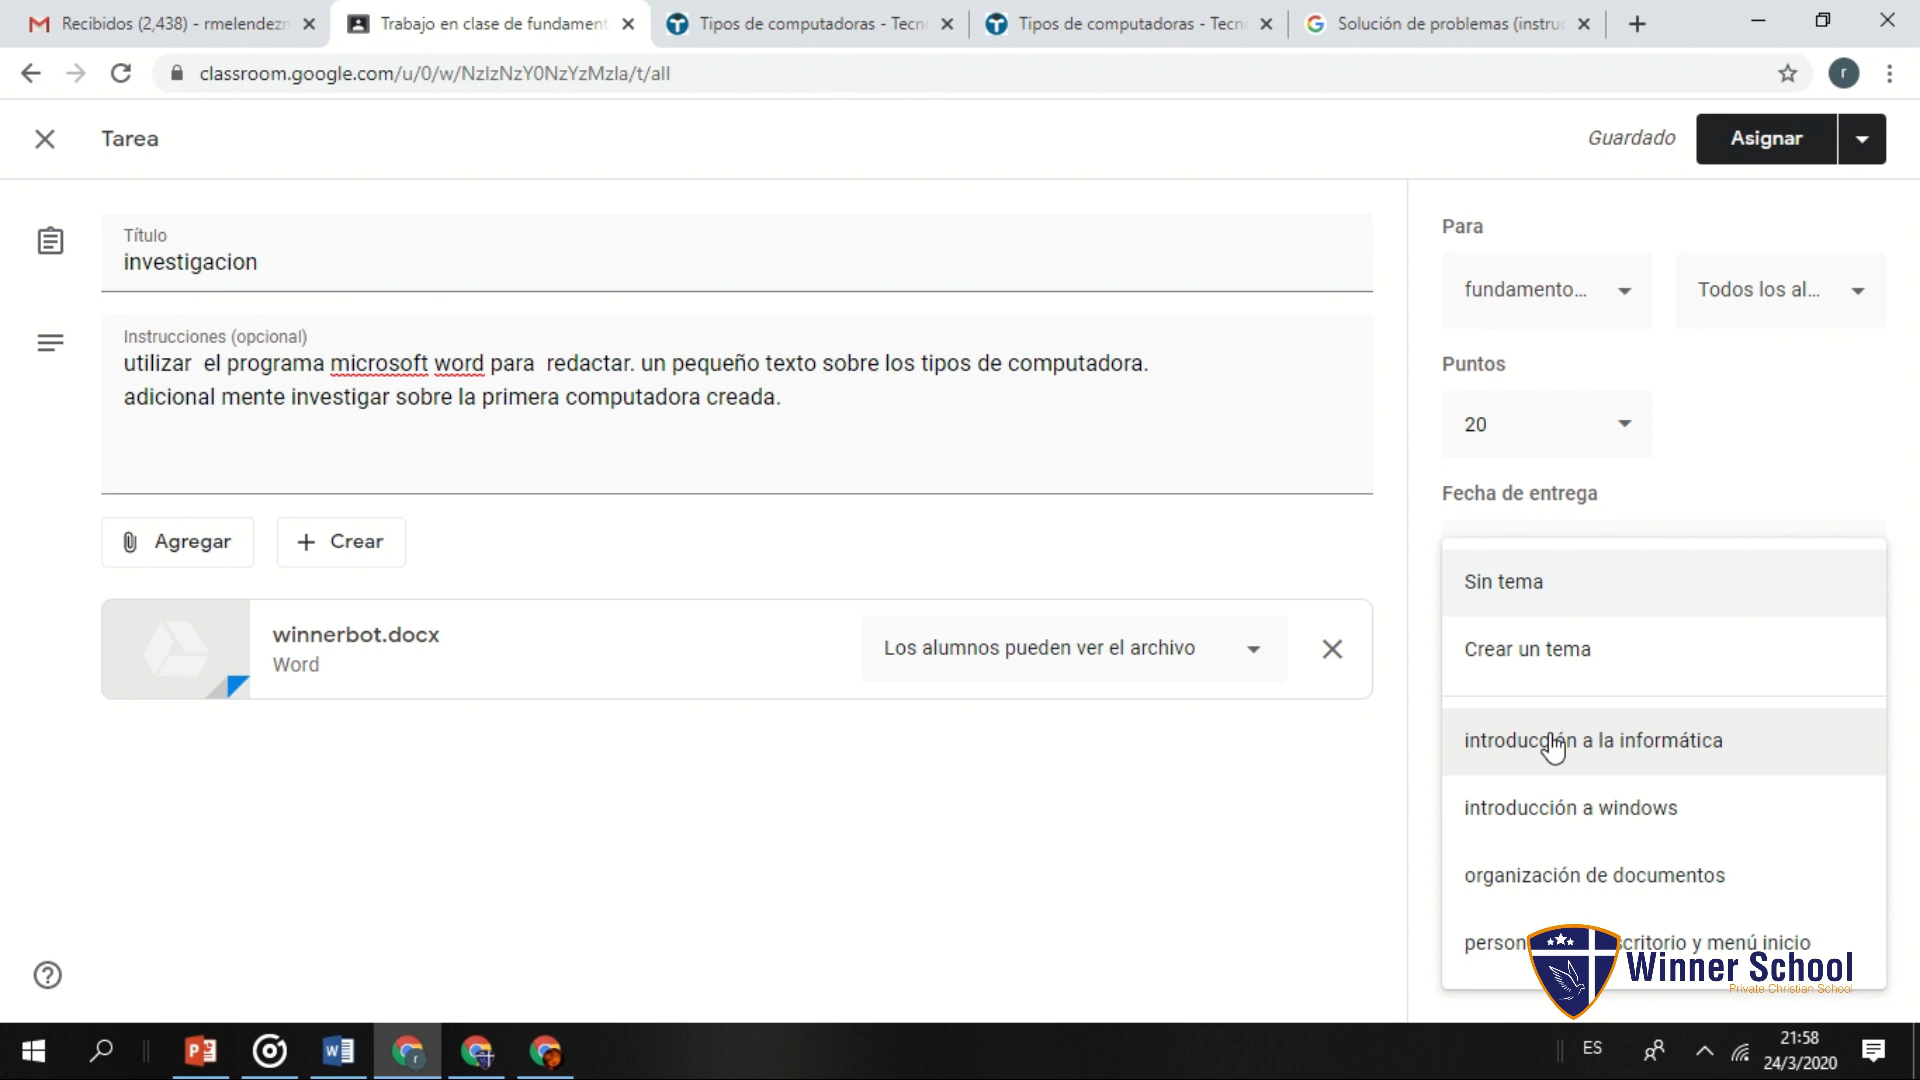 Recibidos (2,438) - rmelendezn
Trabajo en clase de fundament
Tipos de computadoras - Tecn
Tipos de computadoras - Tecn
Solución de problemas (instruc
classroom.google.com/u/0/w/NzIzNzY0NzYzMzla/t/all
r
Tarea
Guardado
Asignar
Título
investigacion
Instrucciones (opcional)
utilizar  el programa microsoft word para  redactar. un pequeño texto sobre los tipos de computadora.
adicional mente investigar sobre la primera computadora creada.
Agregar
Crear
winnerbot.docx
Word
Los alumnos pueden ver el archivo
Para
fundamento...
Todos los al...
Puntos
20
Fecha de entrega
Sin tema
Crear un tema
introducción a la informática
introducción a windows
organización de documentos
person critorio y menú inicio
Winner School
Private Christian School
ES
21:58
24/3/2020